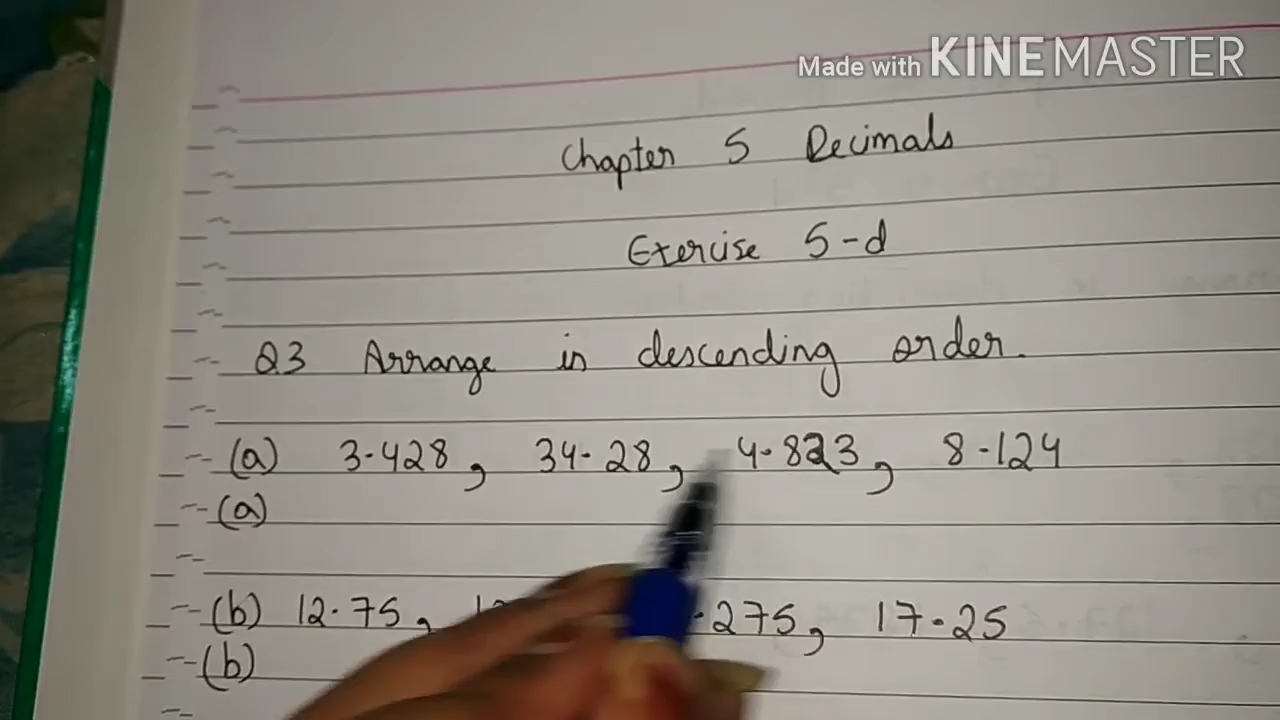 Made with KINEMASTER
Chapter 5 Decimals
Exercise 5-d
Q3 Arrange in descending order.
(a) 3.428, 34.28, 4.823, 8.124
(a)
(b) 12.75, .275, 17.25
(b)